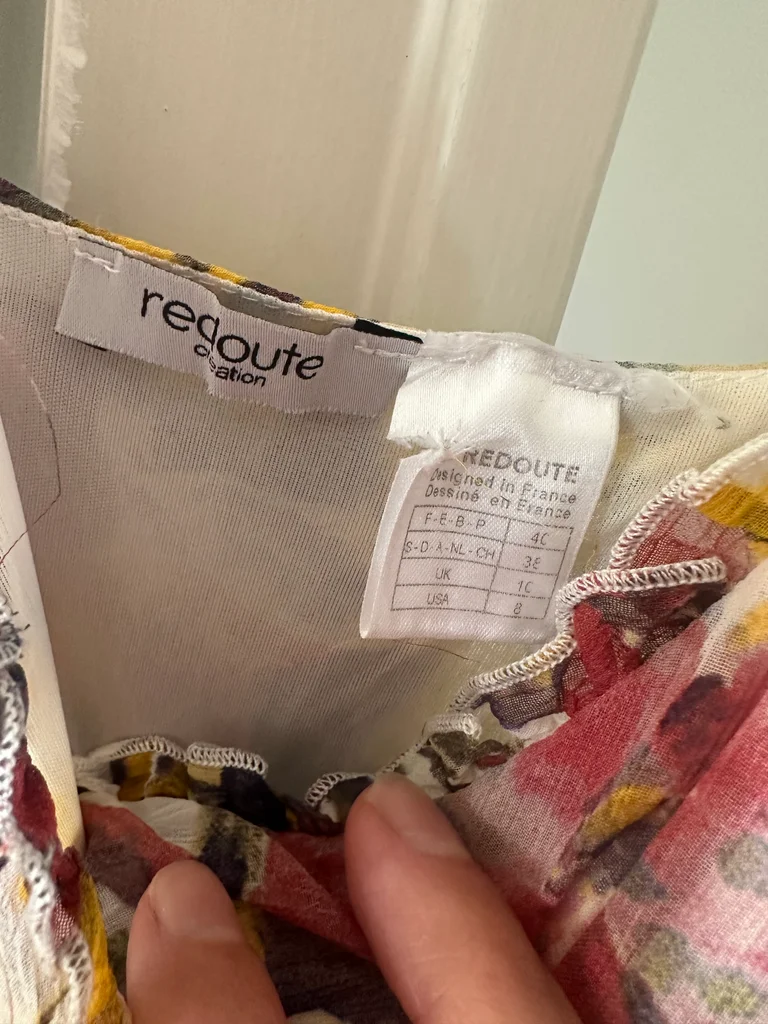 redoute
création
REDOUTE
Designed in France
Dessiné en France
F-E-B-P 40
S-D-A-NL-CH 38
UK 10
USA 8